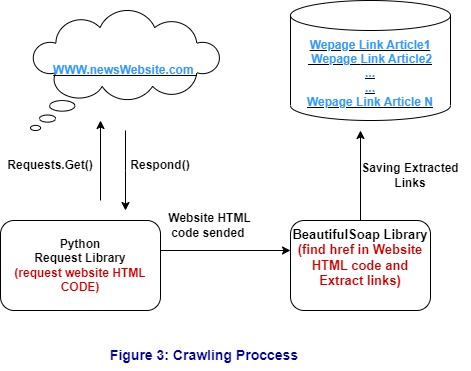 WWW.newsWebsite.com
Wepage Link Article1
Wepage Link Article2
...
...
Wepage Link Article N
Requests.Get()
Respond()
Saving Extracted
Links
Python
Request Library
(request website HTML
CODE)
Website HTML
code sended
BeautifulSoap Library
(find href in Website
HTML code and
Extract links)
Figure 3: Crawling Proccess